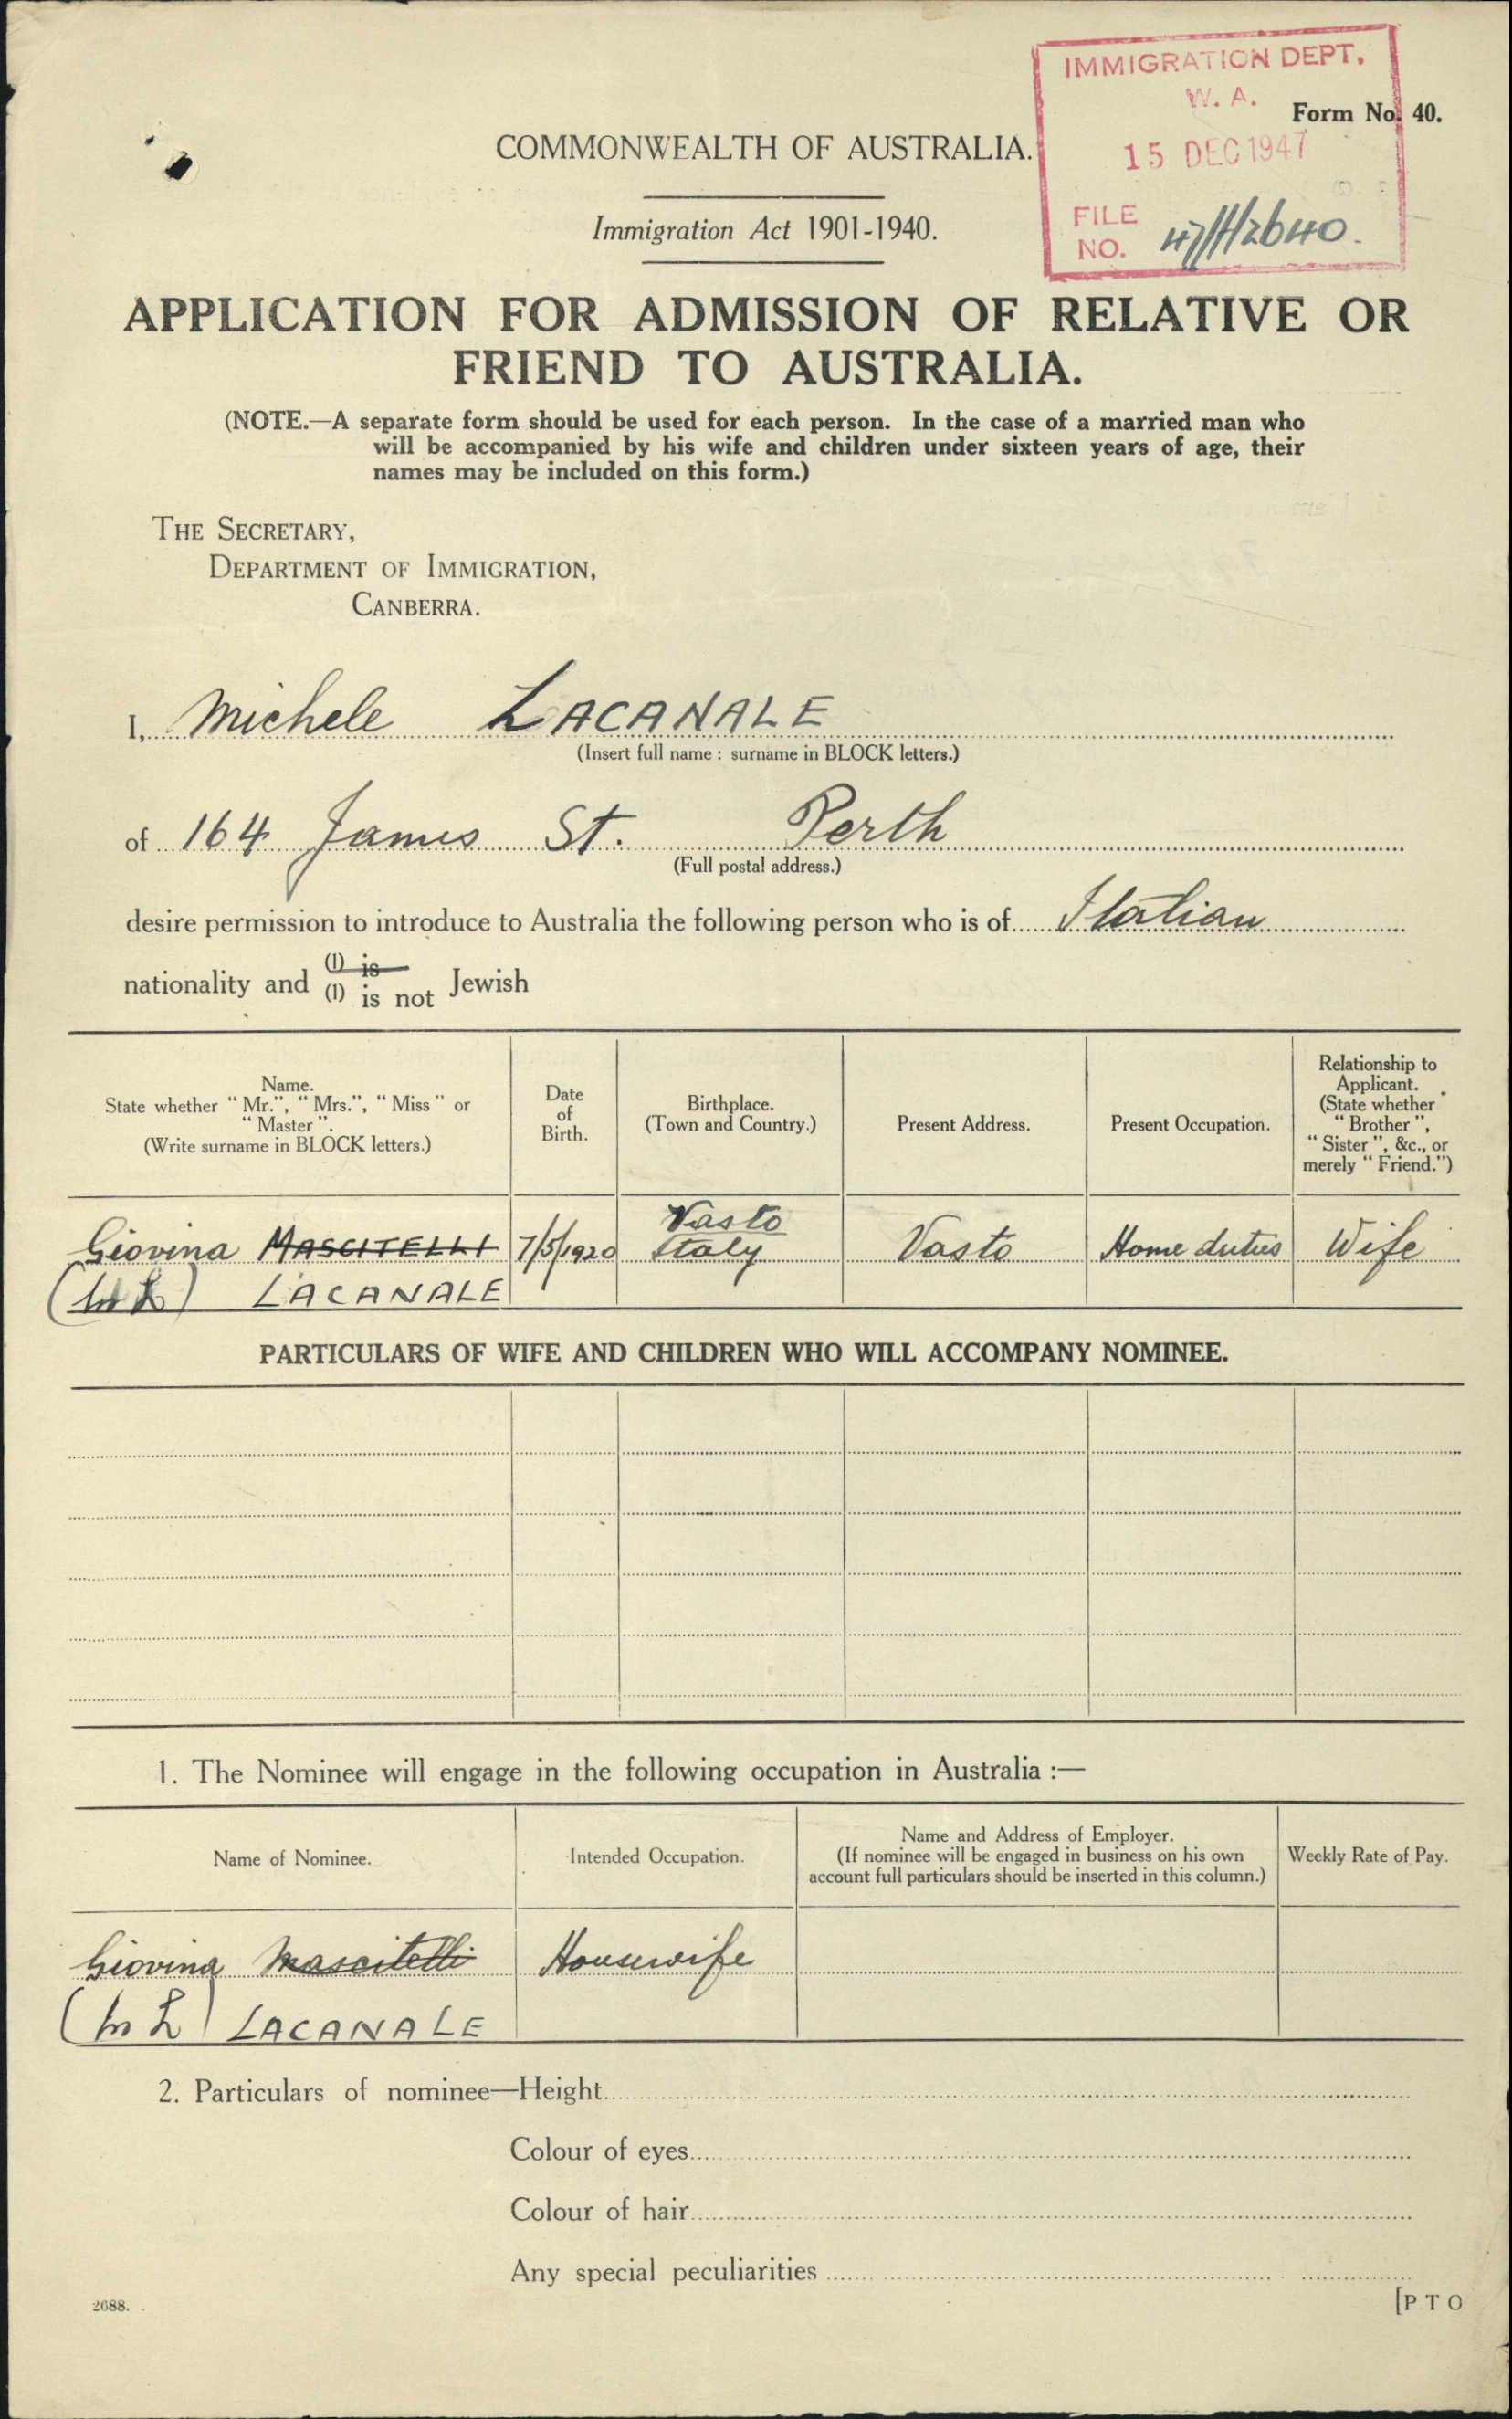 IMMIGRATION DEPT.
W. A.
Form No. 40.
COMMONWEALTH OF AUSTRALIA.
15 DEC 1947
Immigration Act 1901-1940.
FILE
NO. 47/H/2640.
APPLICATION FOR ADMISSION OF RELATIVE OR
FRIEND TO AUSTRALIA.
(NOTE.—A separate form should be used for each person. In the case of a married man who
will be accompanied by his wife and children under sixteen years of age, their
names may be included on this form.)
THE SECRETARY,
DEPARTMENT OF IMMIGRATION,
CANBERRA.
I, Michele LACANALE
(Insert full name : surname in BLOCK letters.)
of 164 James St. Perth
(Full postal address.)
desire permission to introduce to Australia the following person who is of Italian
nationality and (1) is
(1) is not Jewish
Name.
State whether "Mr.", "Mrs.", "Miss" or
"Master".
(Write surname in BLOCK letters.)
Date
of
Birth.
Birthplace.
(Town and Country.)
Present Address.
Present Occupation.
Relationship to
Applicant.
(State whether
"Brother",
"Sister", &c., or
merely "Friend.")
Giovina MASCITELLI 7/5/1920 Vasto Italy Vasto Home duties Wife
(M L) LACANALE
PARTICULARS OF WIFE AND CHILDREN WHO WILL ACCOMPANY NOMINEE.
1. The Nominee will engage in the following occupation in Australia :—
Name of Nominee.
Intended Occupation.
Name and Address of Employer.
(If nominee will be engaged in business on his own
account full particulars should be inserted in this column.)
Weekly Rate of Pay.
Giovina Mascitelli Housewife
(M L) LACANALE
2. Particulars of nominee—Height
Colour of eyes
Colour of hair
Any special peculiarities
2688.
[P T O